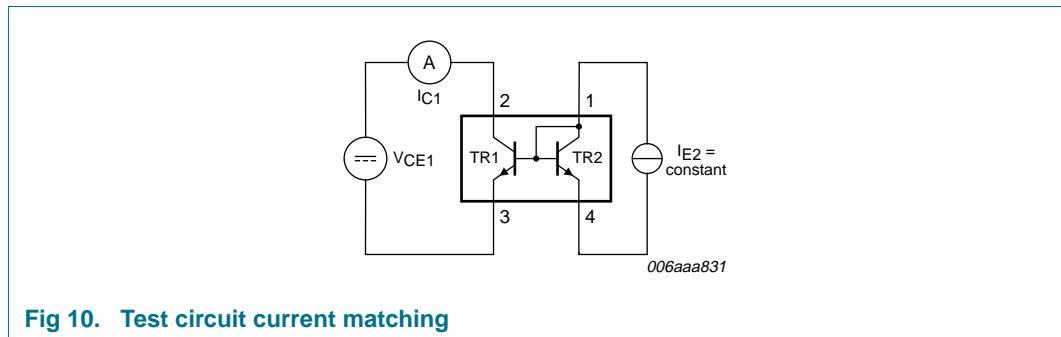 A
IC1
2
1
VCE1
TR1
TR2
IE2 =
constant
3
4
006aaa831
Fig 10. Test circuit current matching